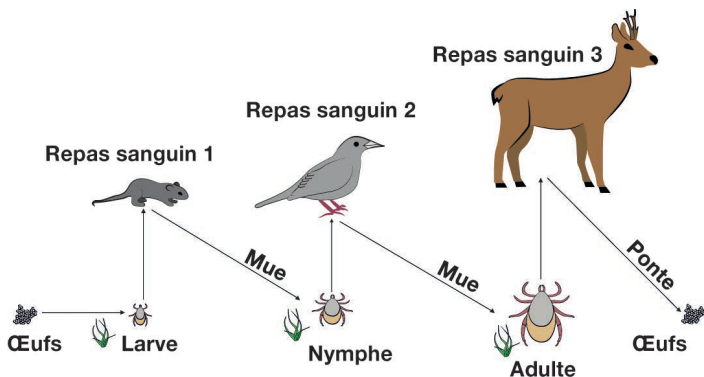 Repas sanguin 3
Repas sanguin 2
Repas sanguin 1
Mue
Mue
Ponte
Œufs
Larve
Nymphe
Adulte
Œufs